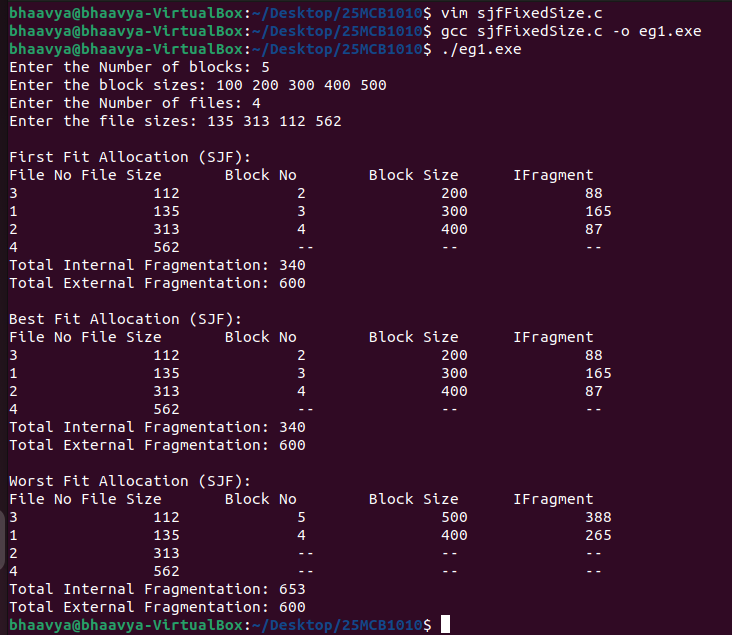 bhaavya@bhaavya-VirtualBox:~/Desktop/25MCB1010$ vim sjfFixedSize.c
bhaavya@bhaavya-VirtualBox:~/Desktop/25MCB1010$ gcc sjfFixedSize.c -o eg1.exe
bhaavya@bhaavya-VirtualBox:~/Desktop/25MCB1010$ ./eg1.exe
Enter the Number of blocks: 5
Enter the block sizes: 100 200 300 400 500
Enter the Number of files: 4
Enter the file sizes: 135 313 112 562

First Fit Allocation (SJF):
File No File Size       Block No        Block Size      IFragment
3               112             2               200             88
1               135             3               300             165
2               313             4               400             87
4               562             --              --              --
Total Internal Fragmentation: 340
Total External Fragmentation: 600

Best Fit Allocation (SJF):
File No File Size       Block No        Block Size      IFragment
3               112             2               200             88
1               135             3               300             165
2               313             4               400             87
4               562             --              --              --
Total Internal Fragmentation: 340
Total External Fragmentation: 600

Worst Fit Allocation (SJF):
File No File Size       Block No        Block Size      IFragment
3               112             5               500             388
1               135             4               400             265
2               313             --              --              --
4               562             --              --              --
Total Internal Fragmentation: 653
Total External Fragmentation: 600
bhaavya@bhaavya-VirtualBox:~/Desktop/25MCB1010$